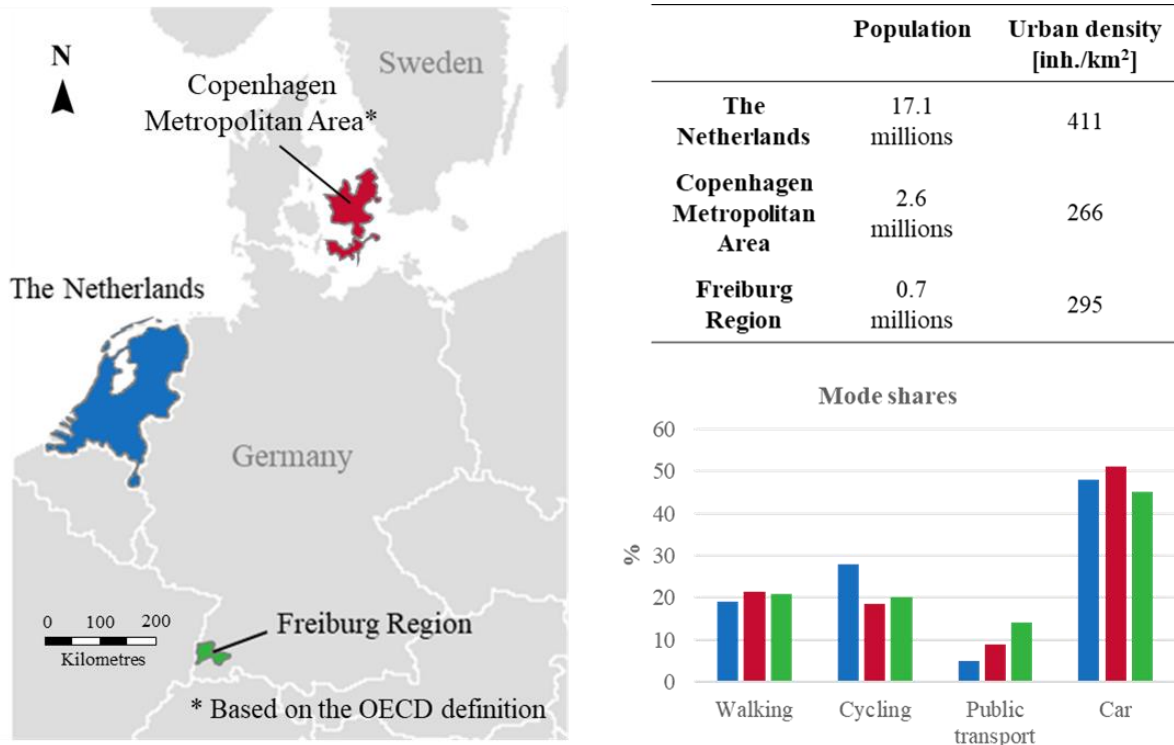 N
Sweden
Copenhagen
Metropolitan Area*
The Netherlands
Germany
0 100 200
Kilometres
Freiburg Region
* Based on the OECD definition
Population Urban density
[inh./km²]
The
Netherlands
17.1
millions
411
Copenhagen
Metropolitan
Area
2.6
millions
266
Freiburg
Region
0.7
millions
295
Mode shares
60
50
40
30
20
10
0
%
Walking Cycling Public
transport Car